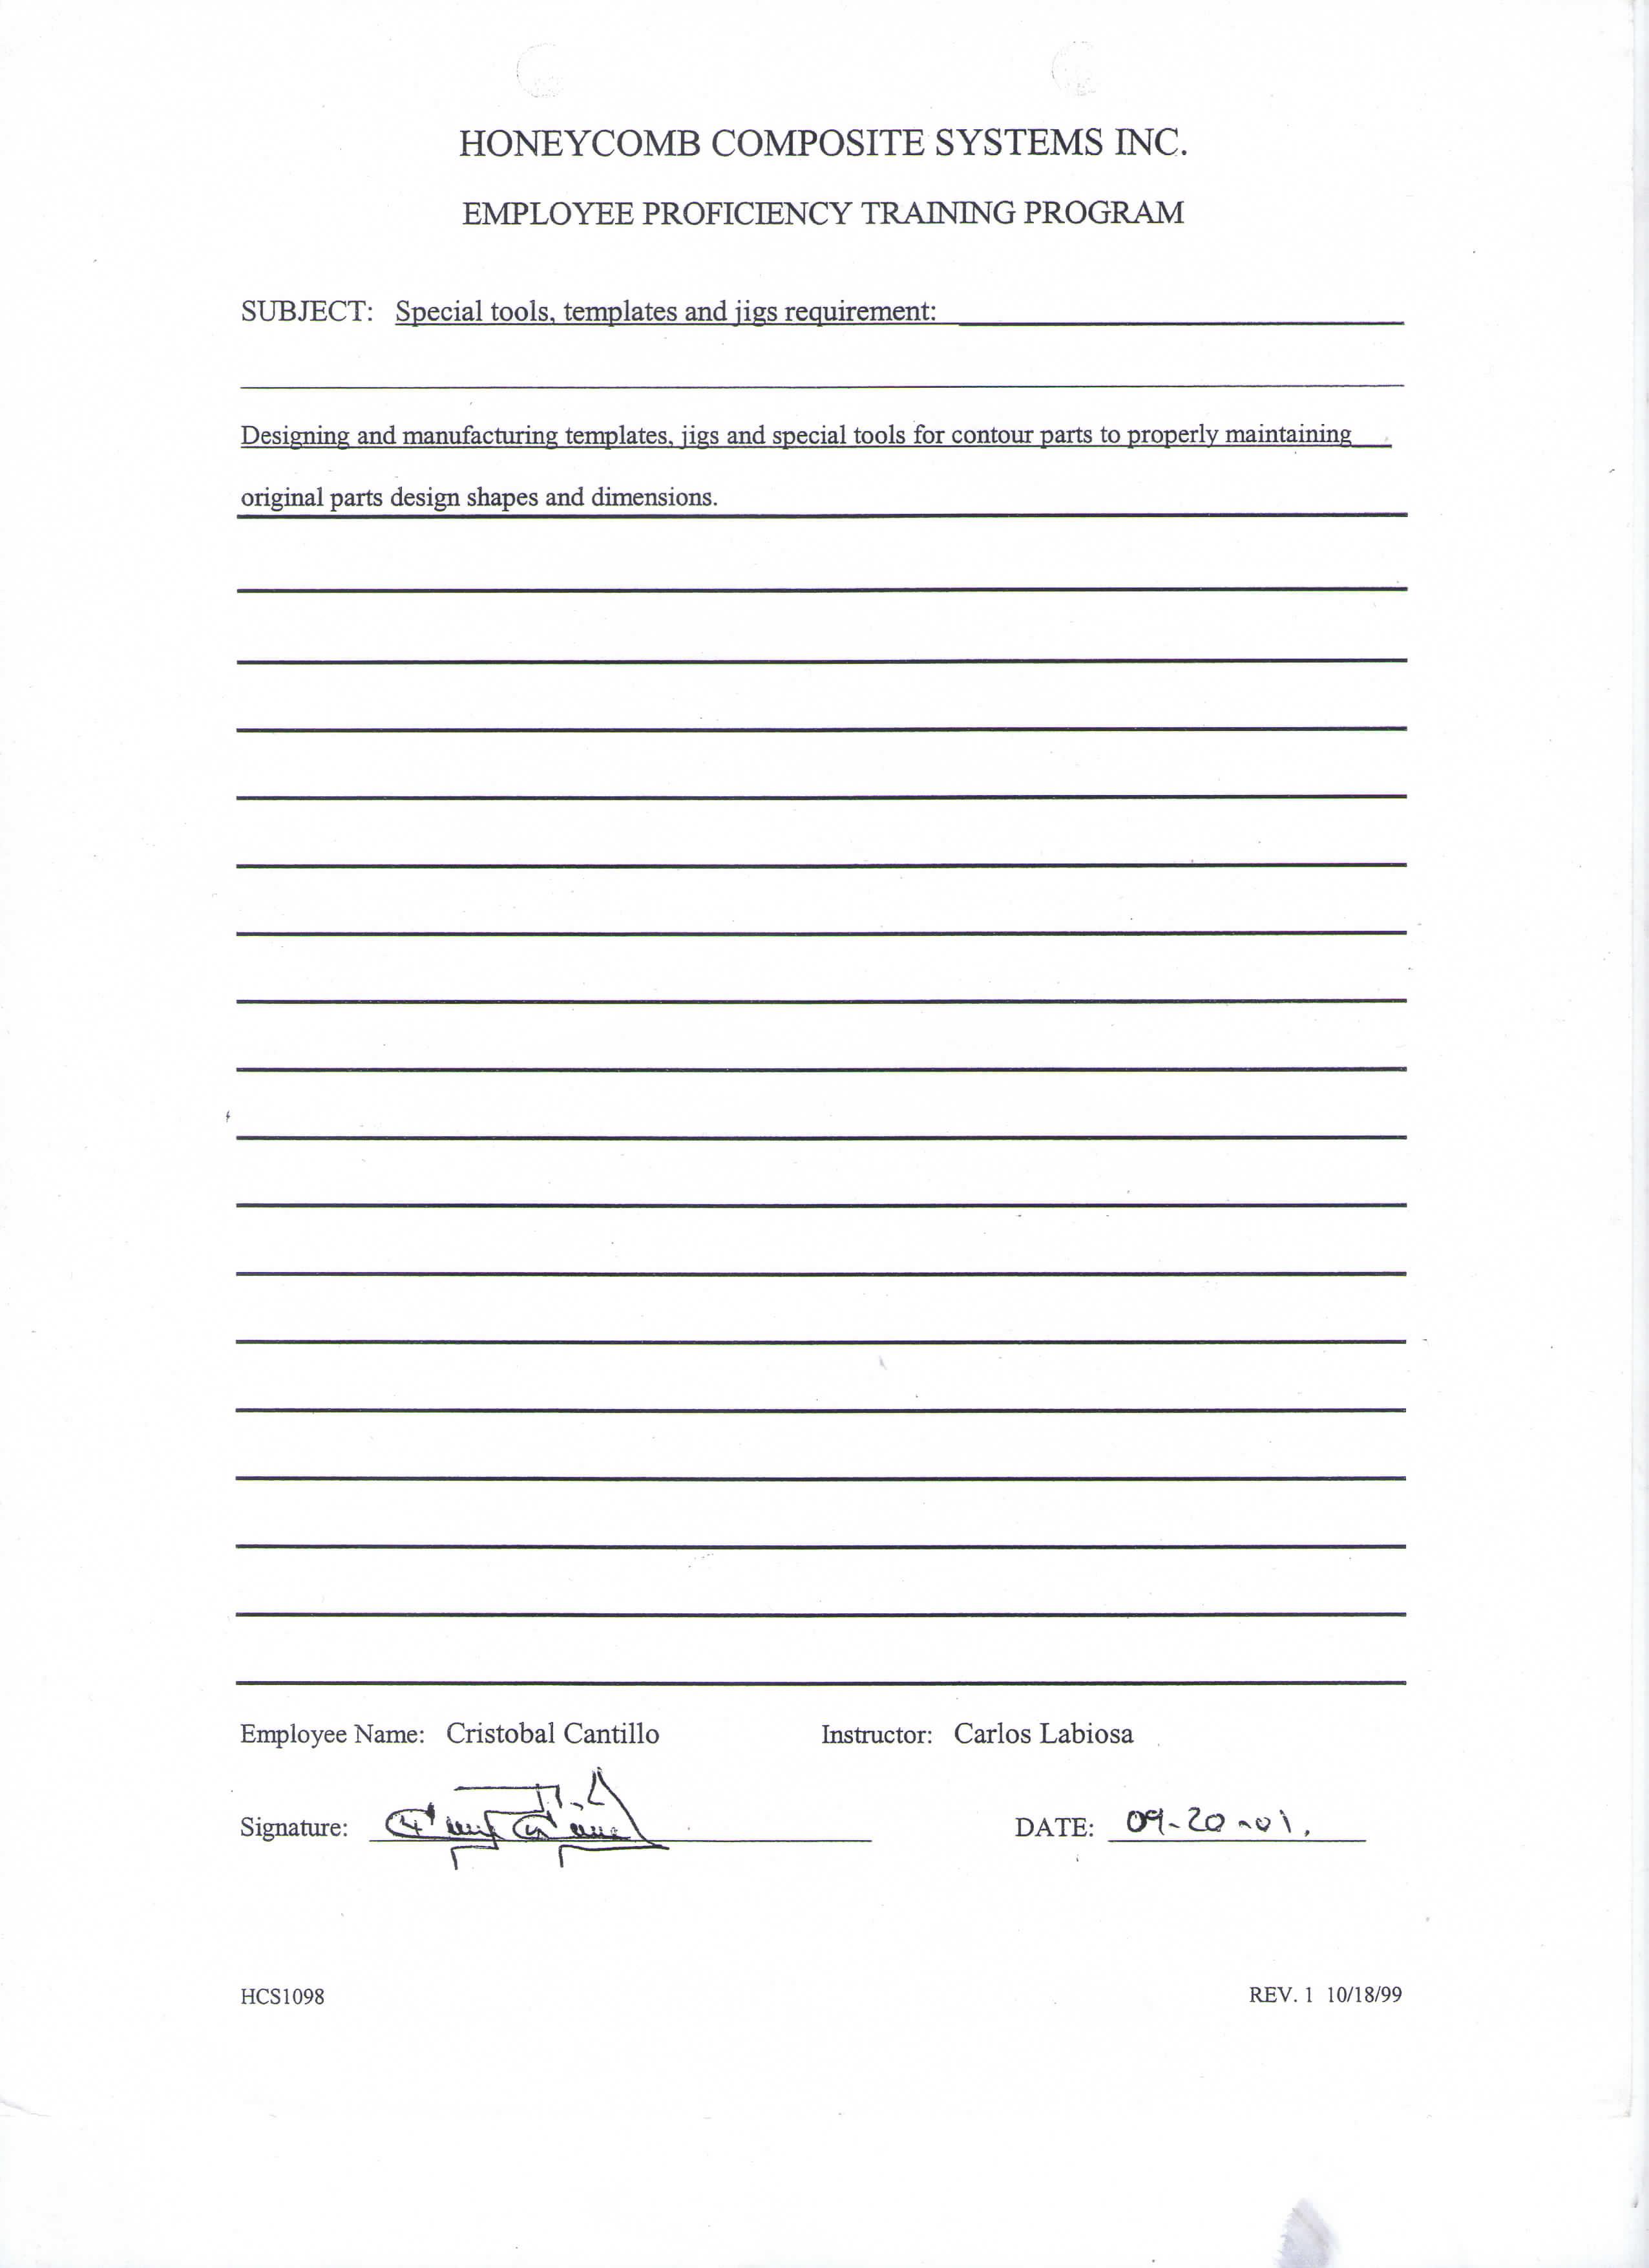 HONEYCOMB COMPOSITE SYSTEMS INC.
EMPLOYEE PROFICIENCY TRAINING PROGRAM
SUBJECT: Special tools, templates and jigs requirement:
Designing and manufacturing templates, jigs and special tools for contour parts to properly maintaining
original parts design shapes and dimensions.
Employee Name: Cristobal Cantillo Instructor: Carlos Labiosa
Signature: DATE: 09-20-01.
HCS1098 REV. 1 10/18/99